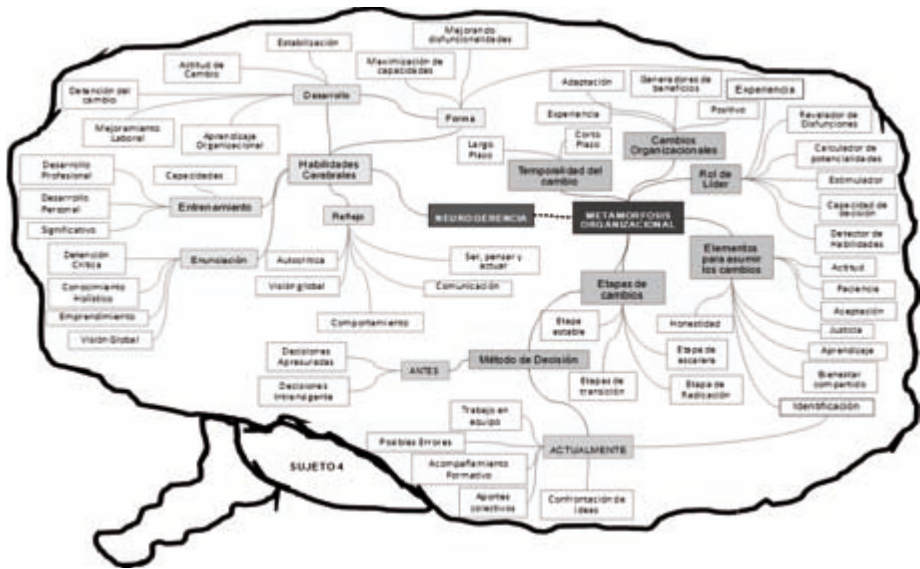 Mejorando
disfuncionalidades
Estabilización
Maximización de
capacidades
Actitud de
Cambio
Desarrollo
Detención del
cambio
Mejoramiento
Laboral
Aprendizaje
Organizacional
Forma
Adaptación
Generadores de
beneficios
Experiencia
Positivo
Experiencia
Corto
Plazo
Largo
Plazo
Temporalidad del
cambio
Cambios
Organizacionales
Rol de
Líder
Revelador de
Disfunciones
Calculador de
potencialidades
Estimulador
Capacidad de
decisión
Detector de
Habilidades
Desarrollo
Profesional
Capacidades
Habilidades
Cerebrales
Desarrollo
Personal
Entrenamiento
Significativo
Reflejo
NEUROGERENCIA
METAMORFOSIS
ORGANIZACIONAL
Detención
Crítica
Enunciación
Autocrítica
Ser, pensar y
actuar
Conocimiento
Holístico
Visión global
Comunicación
Emprendimiento
Visión Global
Comportamiento
Etapas de
cambios
Elementos
para asumir
los cambios
Actitud
Paciencia
Aceptación
Justicia
Aprendizaje
Bienestar
compartido
Identificación
Honestidad
Etapa
estable
Etapa de
escalera
Etapas de
transición
Etapa de
Radicación
Decisiones
Apresuradas
ANTES
Método de Decisión
Decisiones
Intransigente
Trabajo en
equipo
Posibles Errores
ACTUALMENTE
Acompañamiento
Formativo
Aportes
colectivos
Confrontación de
ideas
SUJETO 4